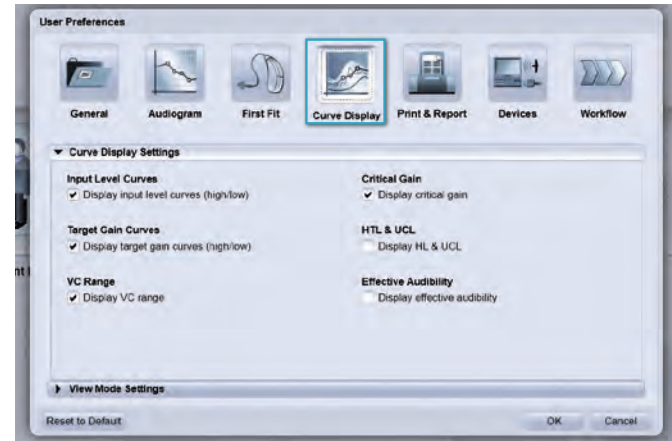 User Preferences
General
Audiogram
First Fit
Curve Display
Print & Report
Devices
Workflow
Curve Display Settings
Input Level Curves
Display input level curves (high/low)
Target Gain Curves
Display target gain curves (high/low)
VC Range
Display VC range
Critical Gain
Display critical gain
HTL & UCL
Display HL & UCL
Effective Audibility
Display effective audibility
View Mode Settings
Reset to Default
OK
Cancel